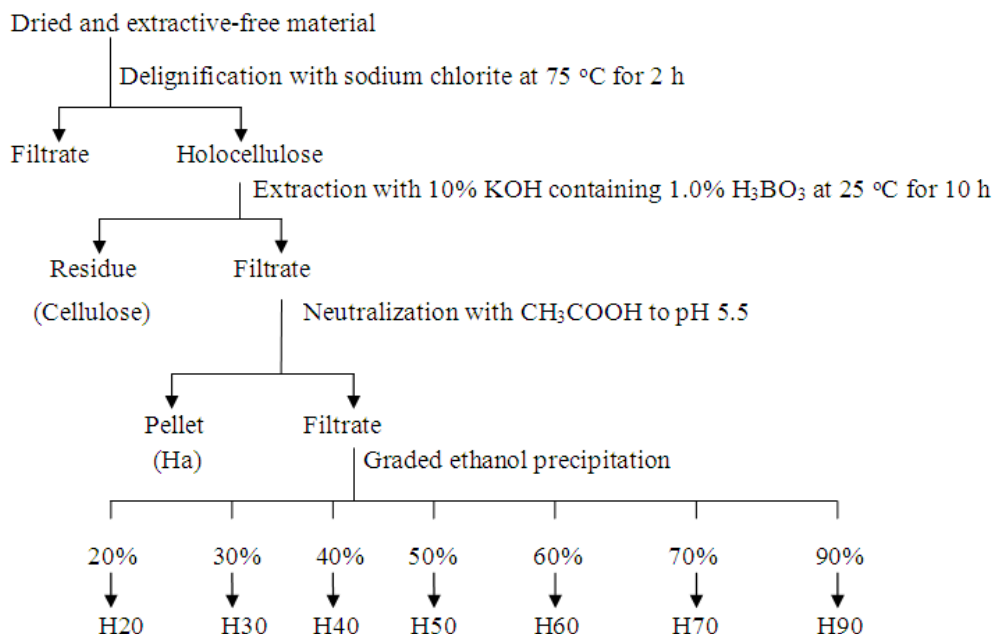 Dried and extractive-free material
Delignification with sodium chlorite at 75 °C for 2 h
Filtrate Holocellulose
Extraction with 10% KOH containing 1.0% H₃BO₃ at 25 °C for 10 h
Residue Filtrate
(Cellulose) Neutralization with CH₃COOH to pH 5.5
Pellet Filtrate
(Ha) Graded ethanol precipitation
20% 30% 40% 50% 60% 70% 90%
H20 H30 H40 H50 H60 H70 H90